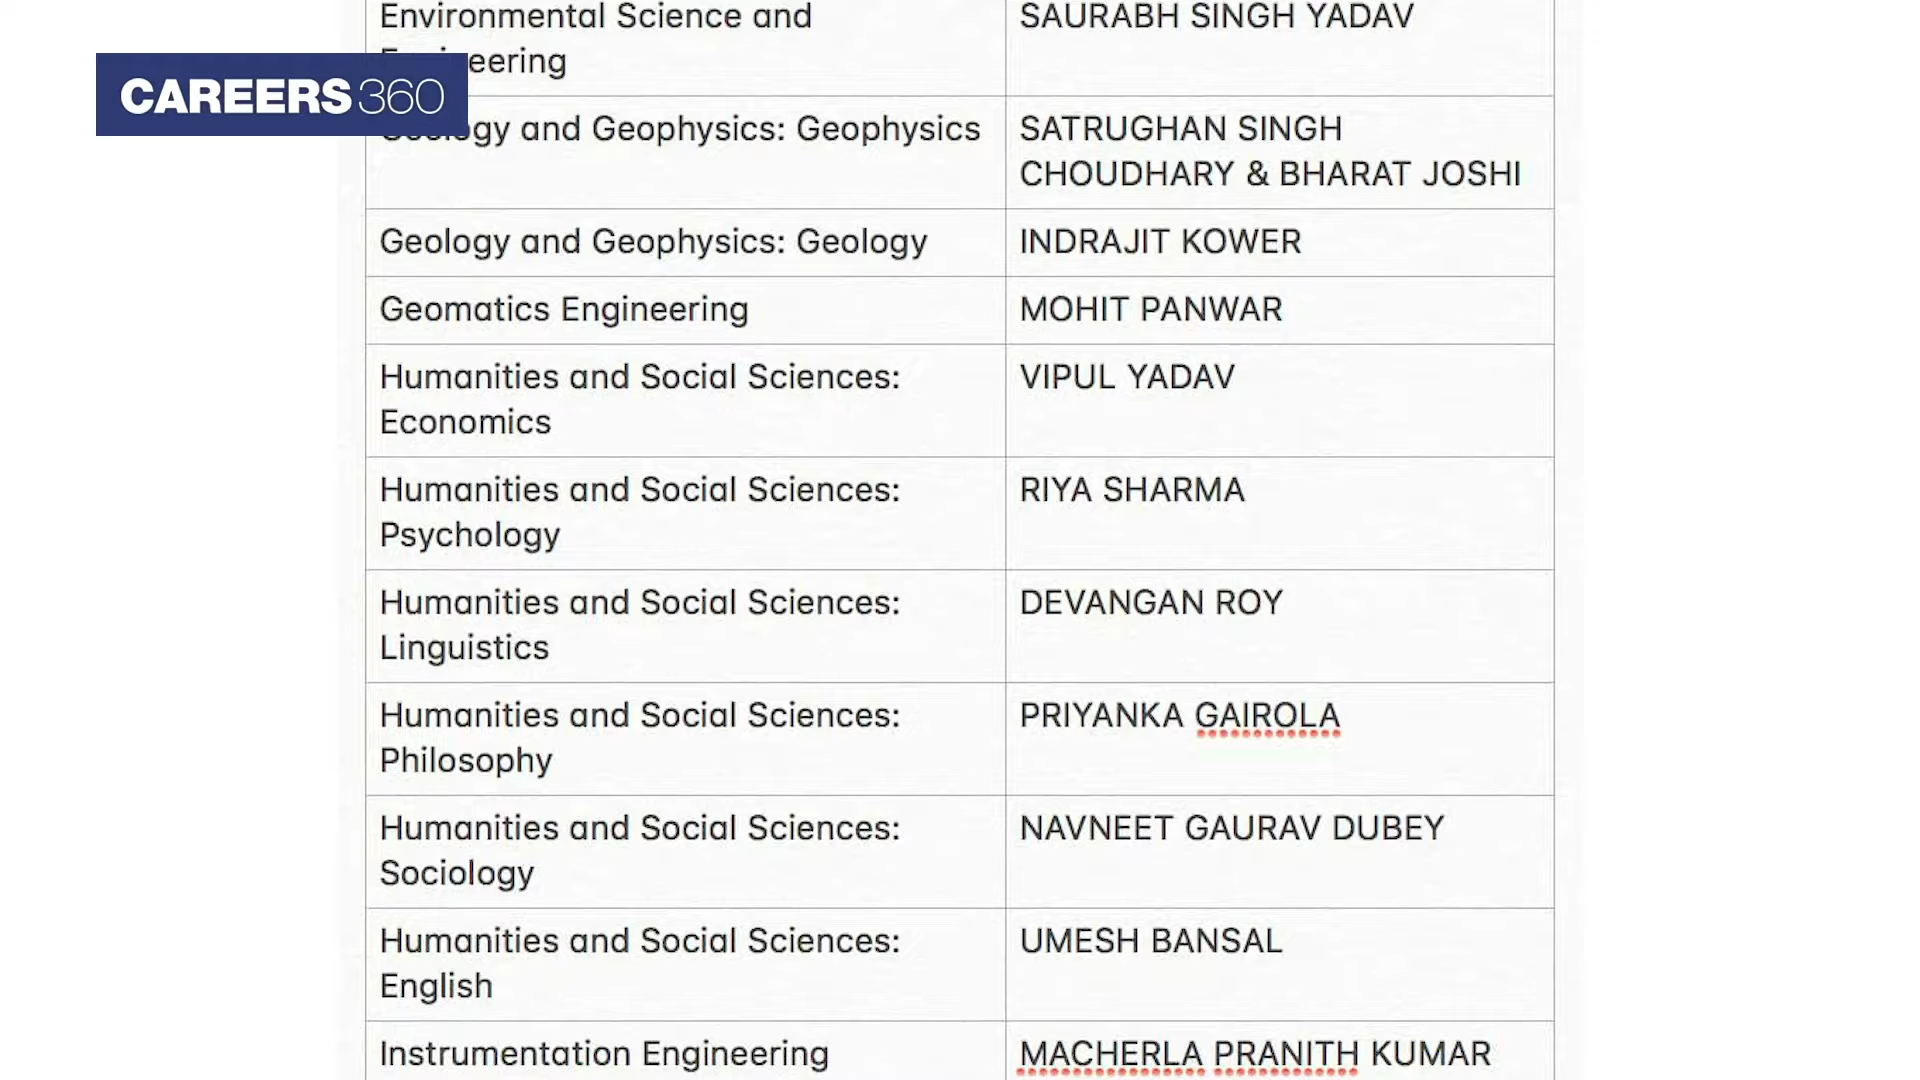 Environmental Science and
SAURABH SINGH YADAV
eering
CAREERS360
gy and Geophysics: Geophysics
SATRUGHAN SINGH
CHOUDHARY & BHARAT JOSHI
Geology and Geophysics: Geology
INDRAJIT KOWER
Geomatics Engineering
MOHIT PANWAR
Humanities and Social Sciences:
Economics
VIPUL YADAV
Humanities and Social Sciences:
Psychology
RIYA SHARMA
Humanities and Social Sciences:
Linguistics
DEVANGAN ROY
Humanities and Social Sciences:
Philosophy
PRIYANKA GAIROLA
Humanities and Social Sciences:
Sociology
NAVNEET GAURAV DUBEY
Humanities and Social Sciences:
English
UMESH BANSAL
Instrumentation Engineering
MACHERLA PRANITH KUMAR